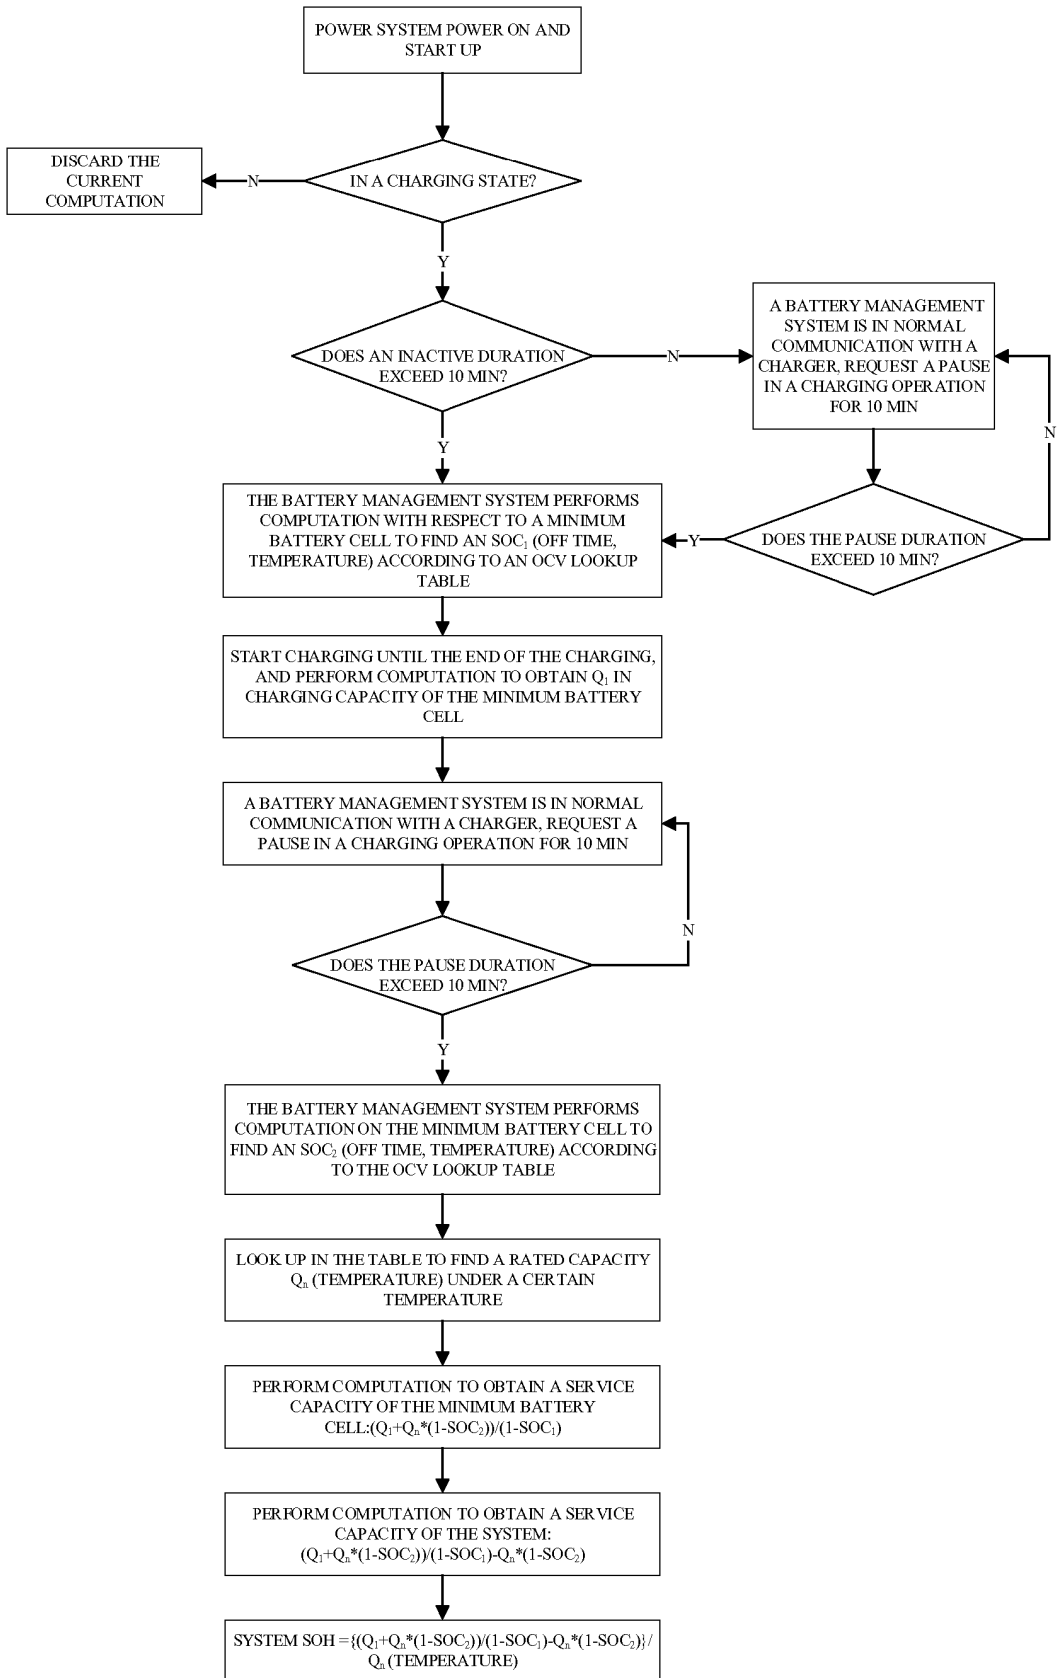 POWER SYSTEM POWER ON AND
START UP
IN A CHARGING STATE?
N
DISCARD THE
CURRENT
COMPUTATION
Y
DOES AN INACTIVE DURATION
EXCEED 10 MIN?
N
A BATTERY MANAGEMENT
SYSTEM IS IN NORMAL
COMMUNICATION WITH A
CHARGER, REQUEST A PAUSE
IN A CHARGING OPERATION
FOR 10 MIN
N
DOES THE PAUSE DURATION
EXCEED 10 MIN?
Y
Y
THE BATTERY MANAGEMENT SYSTEM PERFORMS
COMPUTATION WITH RESPECT TO A MINIMUM
BATTERY CELL TO FIND AN SOC₁ (OFF TIME,
TEMPERATURE) ACCORDING TO AN OCV LOOKUP
TABLE
START CHARGING UNTIL THE END OF THE CHARGING,
AND PERFORM COMPUTATION TO OBTAIN Q₁ IN
CHARGING CAPACITY OF THE MINIMUM BATTERY
CELL
A BATTERY MANAGEMENT SYSTEM IS IN NORMAL
COMMUNICATION WITH A CHARGER, REQUEST A
PAUSE IN A CHARGING OPERATION FOR 10 MIN
N
DOES THE PAUSE DURATION
EXCEED 10 MIN?
Y
THE BATTERY MANAGEMENT SYSTEM PERFORMS
COMPUTATION ON THE MINIMUM BATTERY CELL TO
FIND AN SOC₂ (OFF TIME, TEMPERATURE) ACCORDING
TO THE OCV LOOKUP TABLE
LOOK UP IN THE TABLE TO FIND A RATED CAPACITY
Qₙ (TEMPERATURE) UNDER A CERTAIN
TEMPERATURE
PERFORM COMPUTATION TO OBTAIN A SERVICE
CAPACITY OF THE MINIMUM BATTERY
CELL:(Q₁+Qₙ*(1-SOC₂))/(1-SOC₁)
PERFORM COMPUTATION TO OBTAIN A SERVICE
CAPACITY OF THE SYSTEM:
(Q₁+Qₙ*(1-SOC₂))/(1-SOC₁)-Qₙ*(1-SOC₂)
SYSTEM SOH ={(Q₁+Qₙ*(1-SOC₂))/(1-SOC₁)-Qₙ*(1-SOC₂)}/
Qₙ (TEMPERATURE)